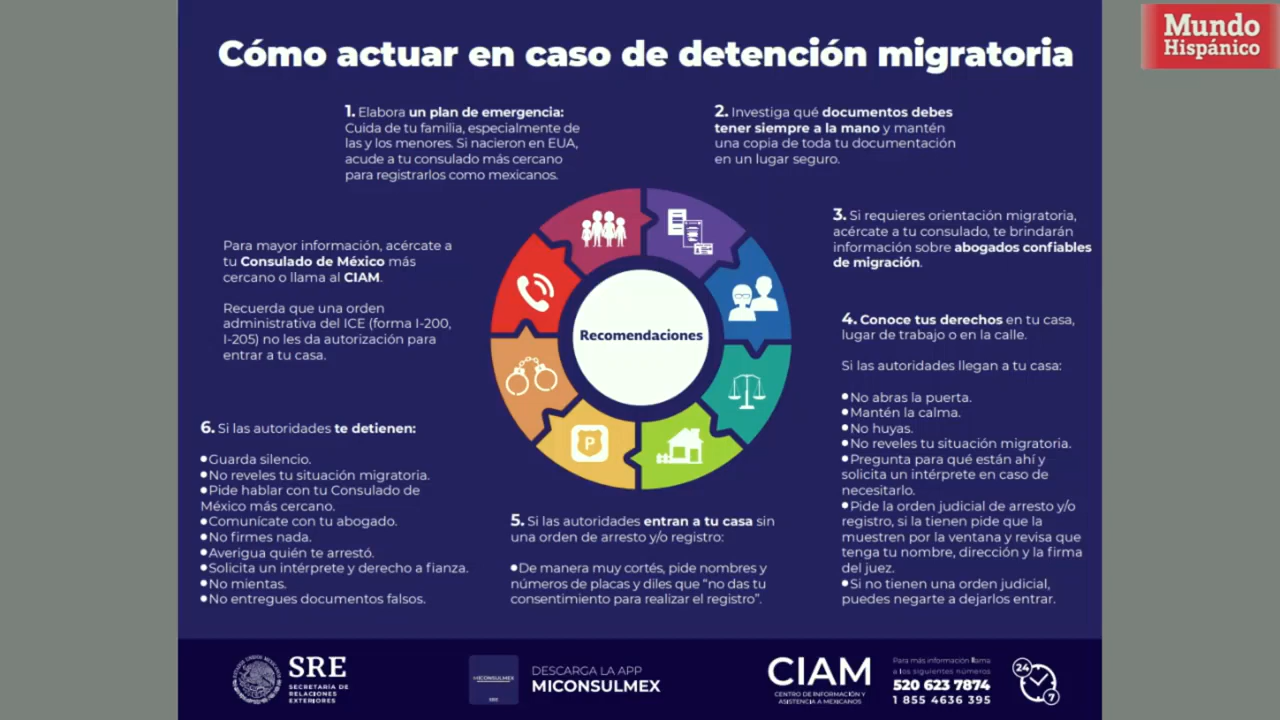 Mundo
Hispánico
Cómo actuar en caso de detención migratoria
1. Elabora un plan de emergencia:
Cuida de tu familia, especialmente de
las y los menores. Si nacieron en EUA,
acude a tu consulado más cercano
para registrarlos como mexicanos.
2. Investiga qué documentos debes
tener siempre a la mano y mantén
una copia de toda tu documentación
en un lugar seguro.
3. Si requieres orientación migratoria,
acércate a tu consulado, te brindarán
información sobre abogados confiables
de migración.
4. Conoce tus derechos en tu casa,
lugar de trabajo o en la calle.
Si las autoridades llegan a tu casa:
•No abras la puerta.
•Mantén la calma.
•No huyas.
•No reveles tu situación migratoria.
•Pregunta para qué están ahí y
solicita un intérprete en caso de
necesitarlo.
•Pide la orden judicial de arresto y/o
registro, si la tienen pide que la
muestren por la ventana y revisa que
tenga tu nombre, dirección y la firma
del juez.
•Si no tienen una orden judicial,
puedes negarte a dejarlos entrar.
5. Si las autoridades entran a tu casa sin
una orden de arresto y/o registro:
•De manera muy cortés, pide nombres y
números de placas y diles que “no das tu
consentimiento para realizar el registro”.
6. Si las autoridades te detienen:
•Guarda silencio.
•No reveles tu situación migratoria.
•Pide hablar con tu Consulado de
México más cercano.
•Comunícate con tu abogado.
•No firmes nada.
•Averigua quién te arrestó.
•Solicita un intérprete y derecho a fianza.
•No mientas.
•No entregues documentos falsos.
Para mayor información, acércate a
tu Consulado de México más
cercano o llama al CIAM.
Recuerda que una orden
administrativa del ICE (forma I-200,
I-205) no les da autorización para
entrar a tu casa.
Recomendaciones
P
SRE
SECRETARÍA DE
RELACIONES
EXTERIORES
MICONSULMEX
SRE
DESCARGA LA APP
MICONSULMEX
CIAM
CENTRO DE INFORMACIÓN Y
ASISTENCIA A MEXICANOS
Para más información llama
a los siguientes números
520 623 7874
1 855 4636 395
24
7